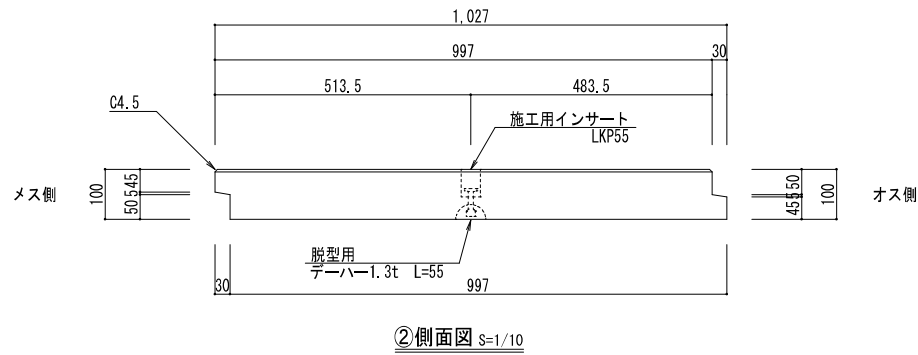 1,027
997
30
513.5
483.5
C4.5
施工用インサート
LKP55
メス側
100
45
5
50
50
5
45
100
オス側
脱型用
デーハー1.3t L=55
30
997
②側面図 S=1/10